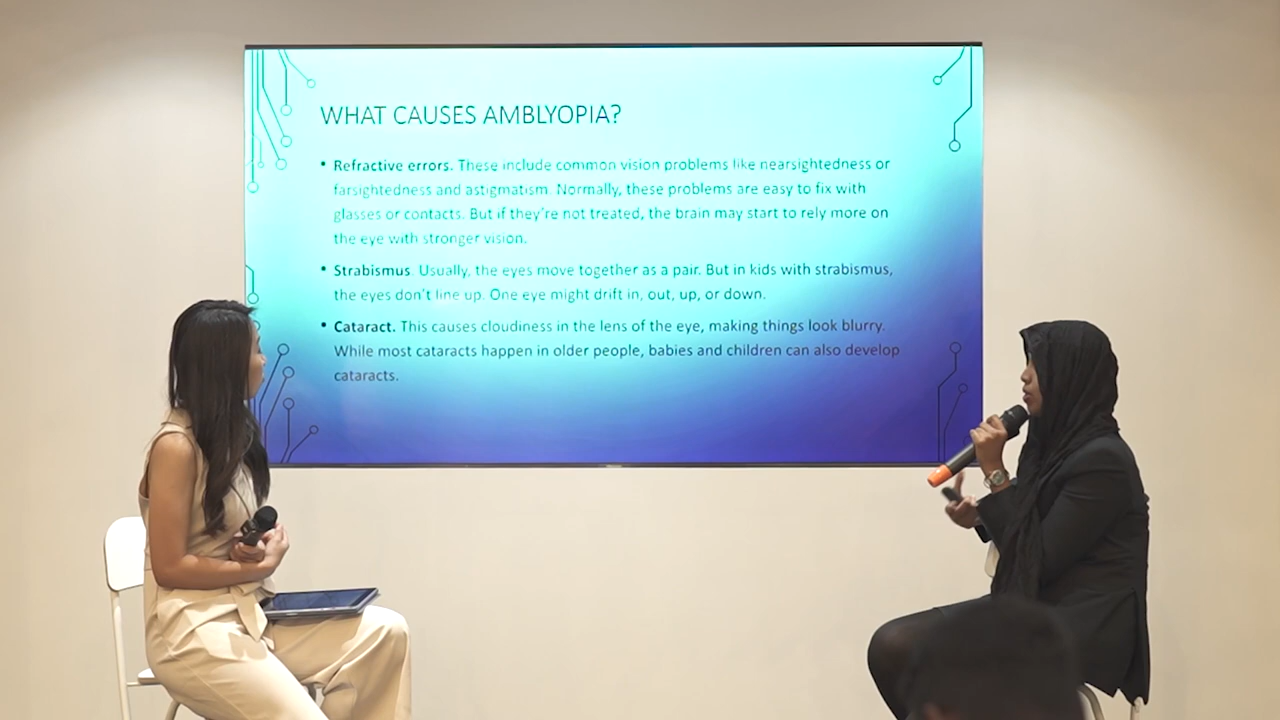 WHAT CAUSES AMBLYOPIA?
• Refractive errors. These include common vision problems like nearsightedness or
farsightedness and astigmatism. Normally, these problems are easy to fix with
glasses or contacts. But if they're not treated, the brain may start to rely more on
the eye with stronger vision.
• Strabismus. Usually, the eyes move together as a pair. But in kids with strabismus,
the eyes don't line up. One eye might drift in, out, up, or down.
• Cataract. This causes cloudiness in the lens of the eye, making things look blurry.
While most cataracts happen in older people, babies and children can also develop
cataracts.